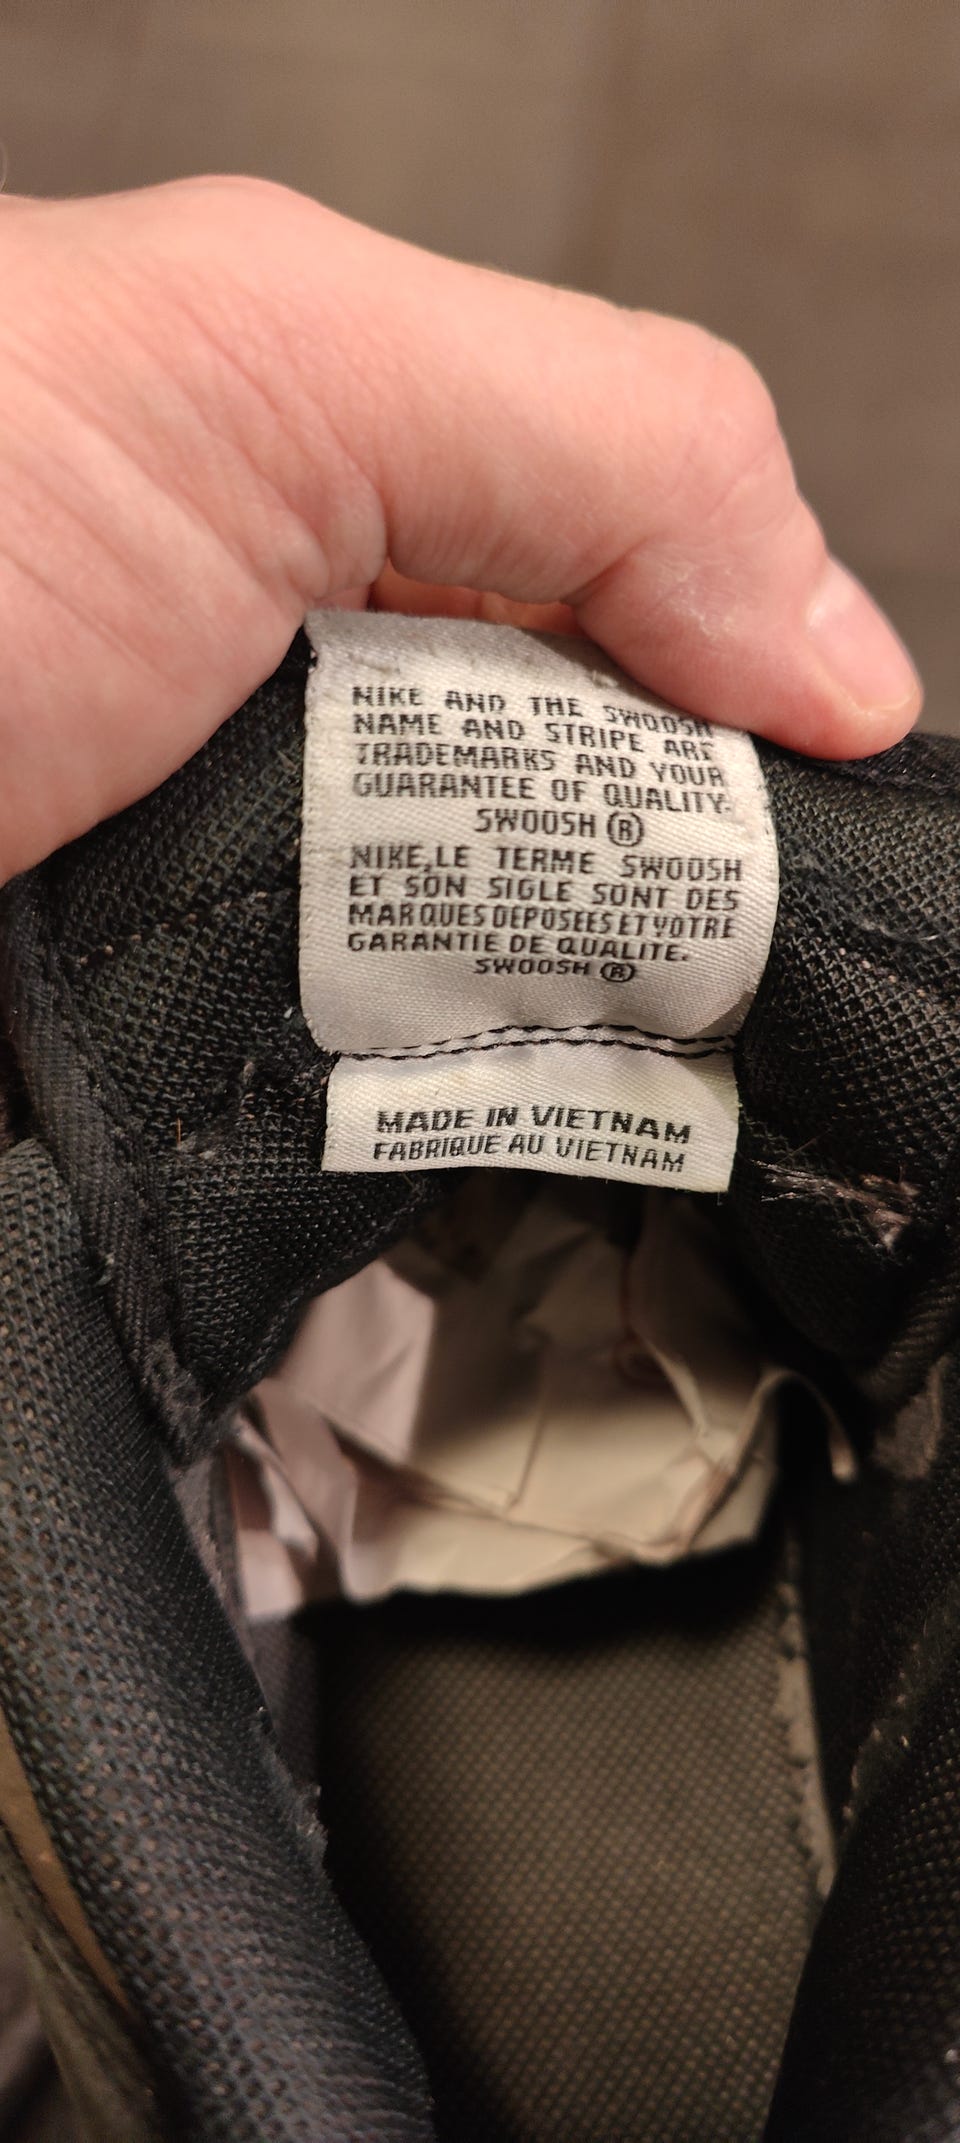 NIKE AND THE SWOOSH
NAME AND STRIPE ARE
TRADEMARKS AND YOUR
GUARANTEE OF QUALITY.
SWOOSH ®
NIKE,LE TERME SWOOSH
ET SON SIGLE SONT DES
MARQUES DEPOSEES ET VOTRE
GARANTIE DE QUALITE.
SWOOSH ®
MADE IN VIETNAM
FABRIQUE AU VIETNAM